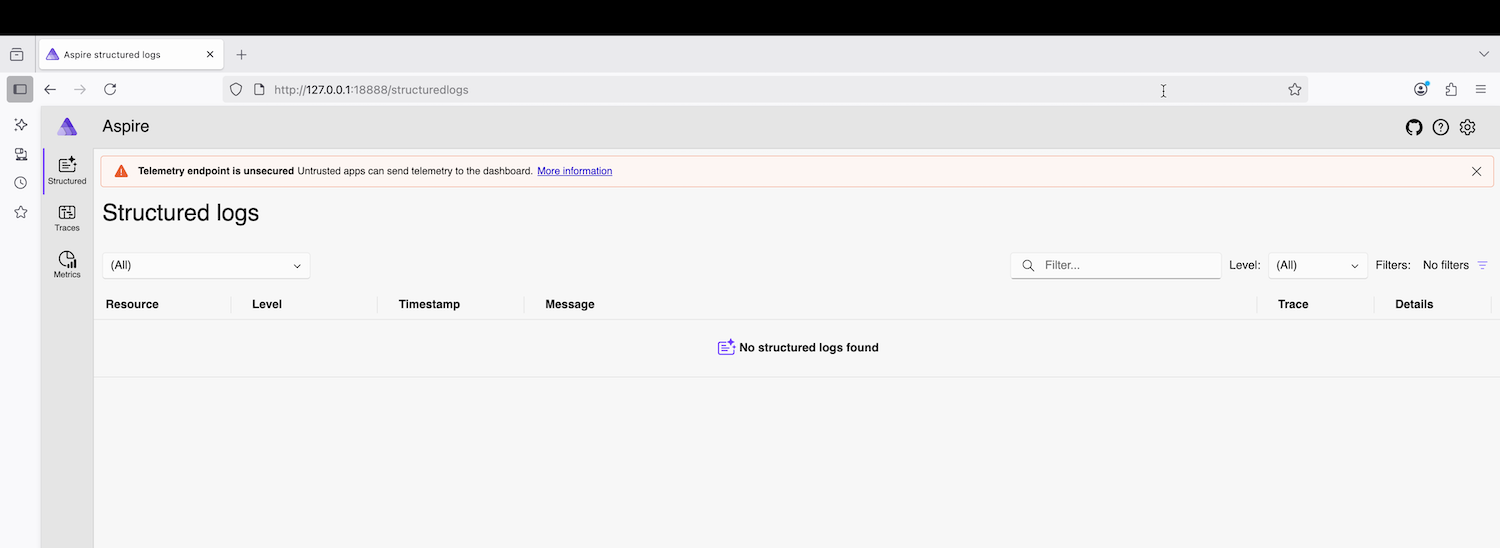 Aspire structured logs
http://127.0.0.1:18888/structuredlogs
Aspire
Structured
Traces
Metrics
Telemetry endpoint is unsecured Untrusted apps can send telemetry to the dashboard. More information
Structured logs
(All)
Filter... Level: (All) Filters: No filters
Resource Level Timestamp Message Trace Details
No structured logs found